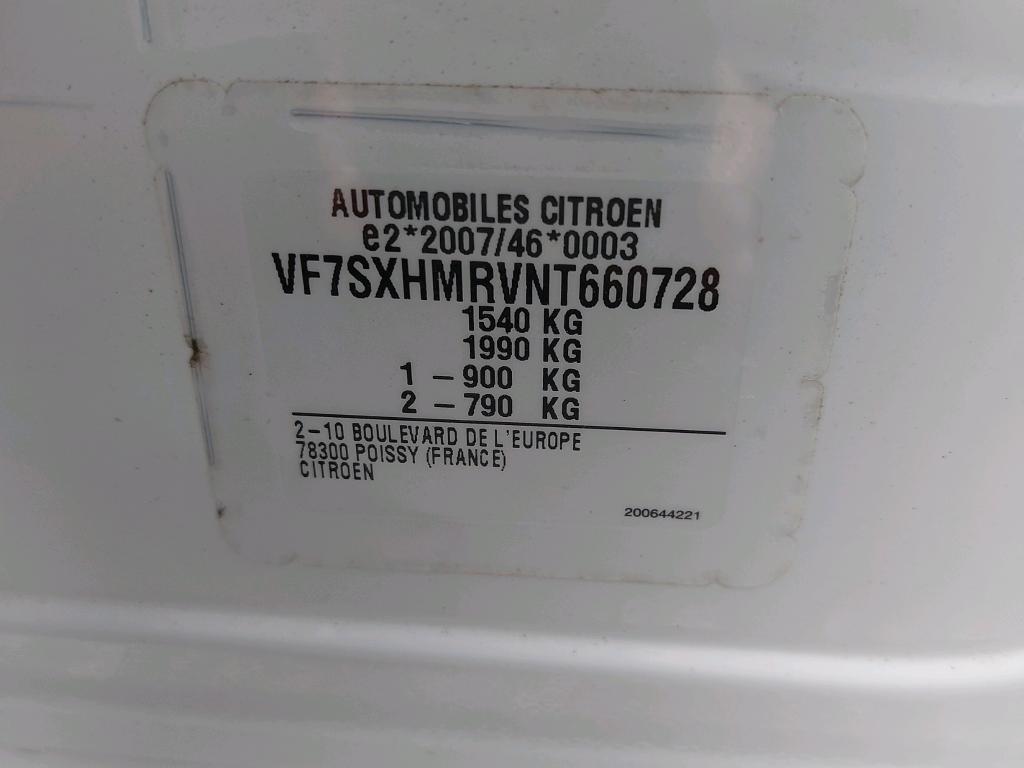 AUTOMOBILES CITROEN
e2*2007/46*0003
VF7SXHMRVNT660728
1540 KG
1990 KG
1 - 900 KG
2 - 790 KG
2-10 BOULEVARD DE L'EUROPE
78300 POISSY (FRANCE)
CITROEN
200644221